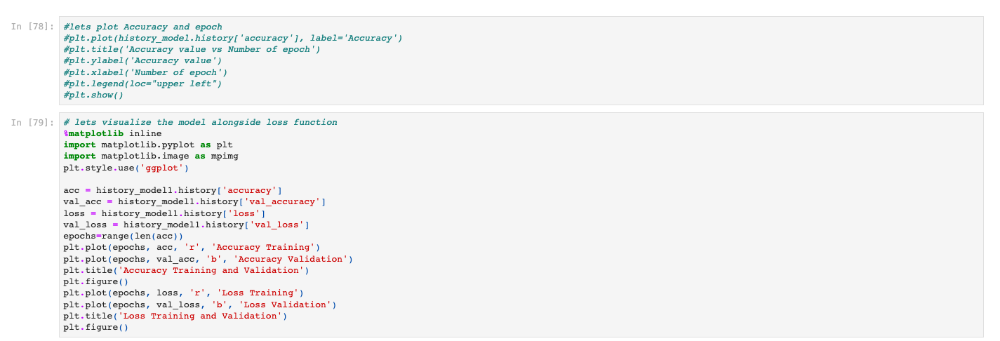 In [78]:
#lets plot Accuracy and epoch
#plt.plot(history_model.history['accuracy'], label='Accuracy')
#plt.title('Accuracy value vs Number of epoch')
#plt.ylabel('Accuracy value')
#plt.xlabel('Number of epoch')
#plt.legend(loc="upper left")
#plt.show()
In [79]:
# lets visualize the model alongside loss function
%matplotlib inline
import matplotlib.pyplot as plt
import matplotlib.image as mpimg
plt.style.use('ggplot')
acc = history_model1.history['accuracy']
val_acc = history_model1.history['val_accuracy']
loss = history_model1.history['loss']
val_loss = history_model1.history['val_loss']
epochs=range(len(acc))
plt.plot(epochs, acc, 'r', 'Accuracy Training')
plt.plot(epochs, val_acc, 'b', 'Accuracy Validation')
plt.title('Accuracy Training and Validation')
plt.figure()
plt.plot(epochs, loss, 'r', 'Loss Training')
plt.plot(epochs, val_loss, 'b', 'Loss Validation')
plt.title('Loss Training and Validation')
plt.figure()